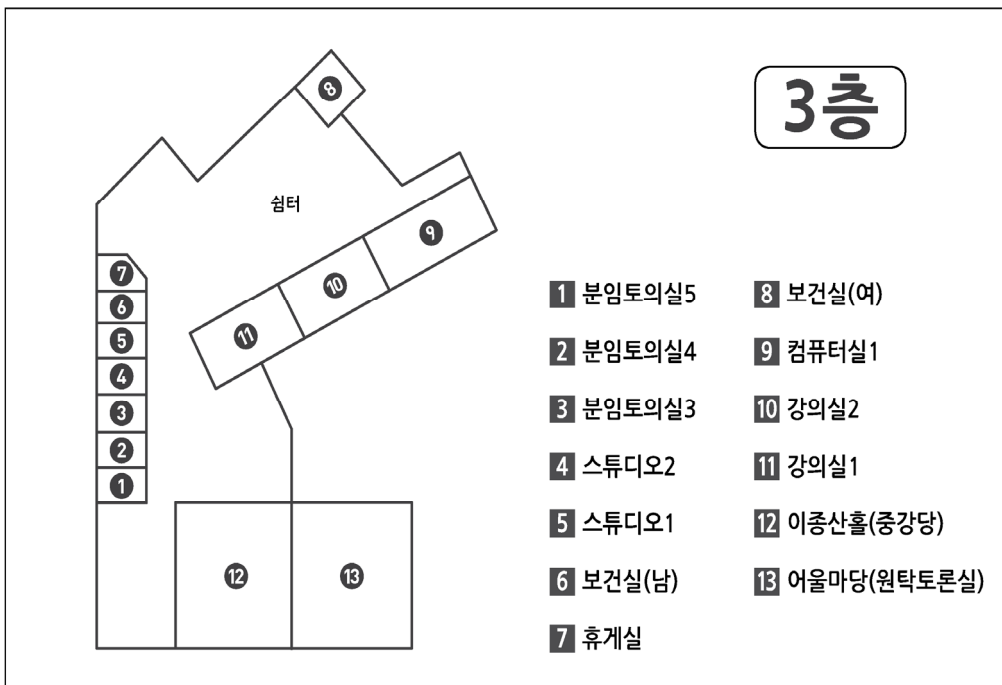 3층
8
쉼터
9
10
11
7
6
5
4
3
2
1
12
13
1 분임토의실5
2 분임토의실4
3 분임토의실3
4 스튜디오2
5 스튜디오1
6 보건실(남)
7 휴게실
8 보건실(여)
9 컴퓨터실1
10 강의실2
11 강의실1
12 이종산홀(중강당)
13 어울마당(원탁토론실)